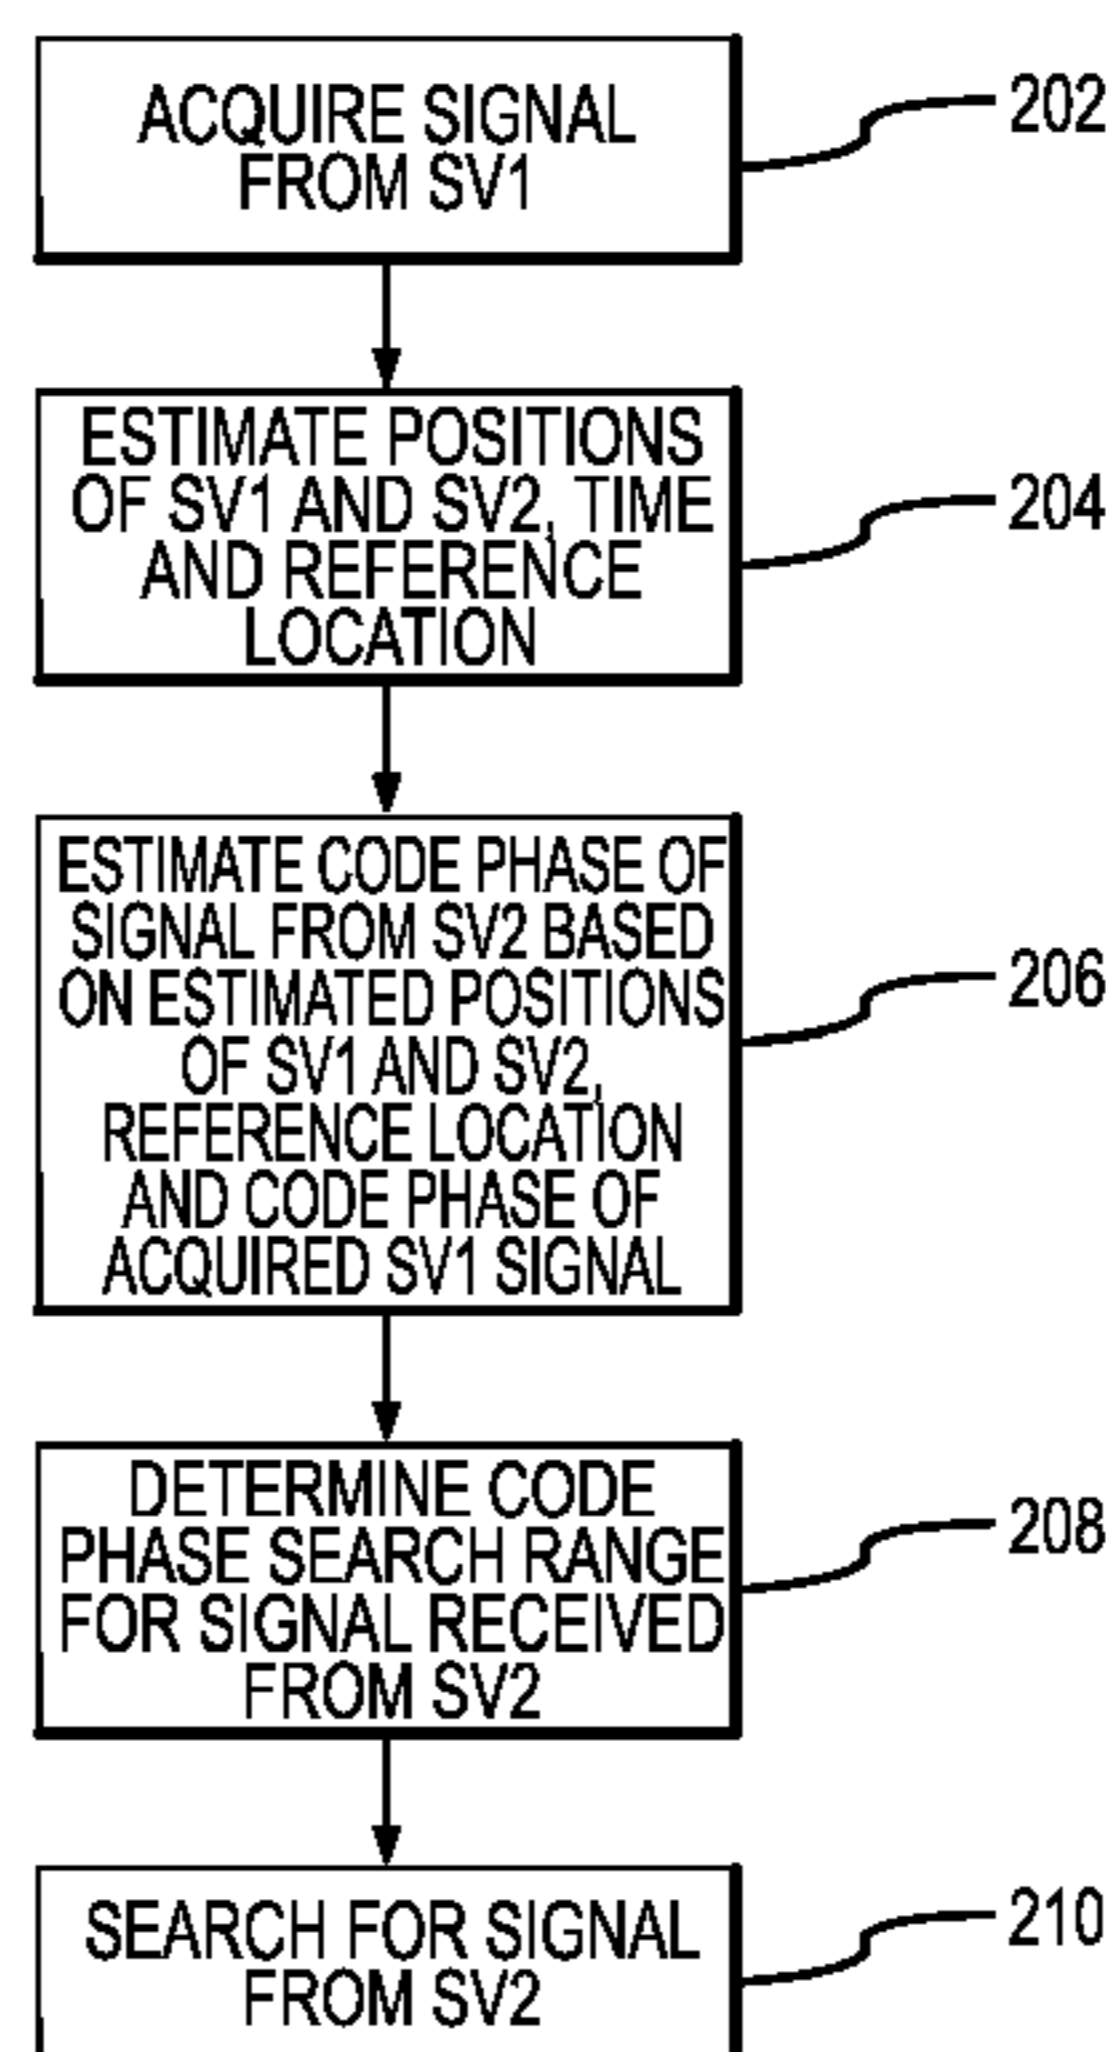 ACQUIRE SIGNAL
FROM SV1
202
ESTIMATE POSITIONS
OF SV1 AND SV2, TIME
AND REFERENCE
LOCATION
204
ESTIMATE CODE PHASE OF
SIGNAL FROM SV2 BASED
ON ESTIMATED POSITIONS
OF SV1 AND SV2,
REFERENCE LOCATION
AND CODE PHASE OF
ACQUIRED SV1 SIGNAL
206
DETERMINE CODE
PHASE SEARCH RANGE
FOR SIGNAL RECEIVED
FROM SV2
208
SEARCH FOR SIGNAL
FROM SV2
210